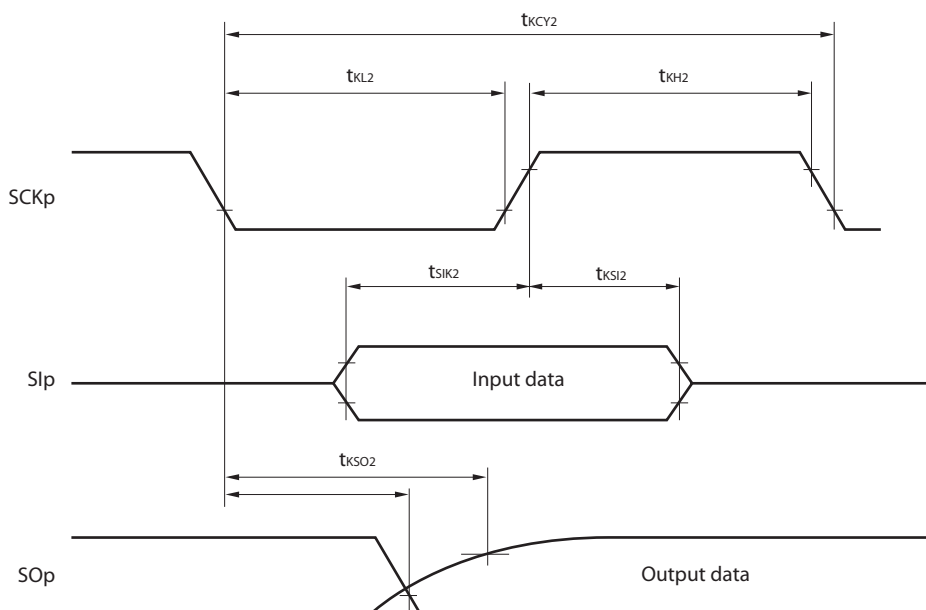 tKCY2
tKL2
tKH2
SCKp
tSIK2
tKSI2
SIp
Input data
tKSO2
SOp
Output data